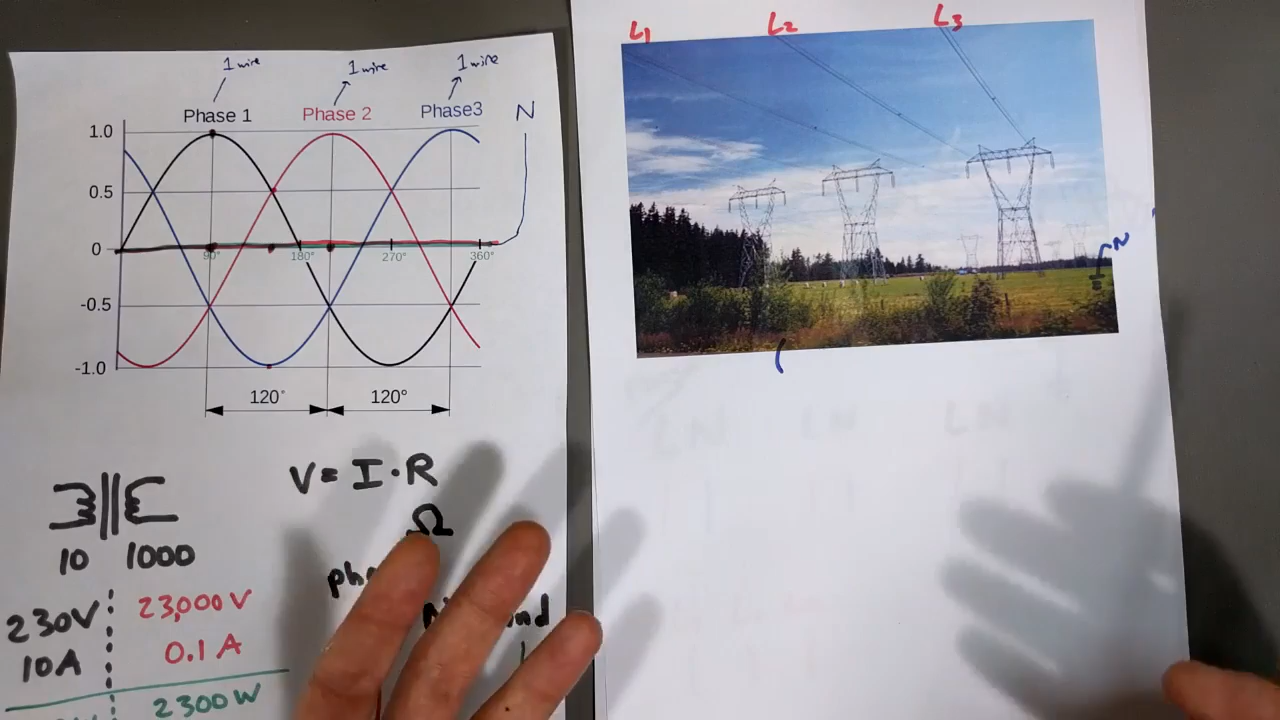 1 wire 1 wire 1 wire
Phase 1 Phase 2 Phase3 N
1.0
0.5
0
90° 180° 270° 360°
-0.5
-1.0
120° 120°
V = I · R
Ω
10 1000
230V 23,000 V
10A 0.1 A
2300W
L1 L2 L3
N